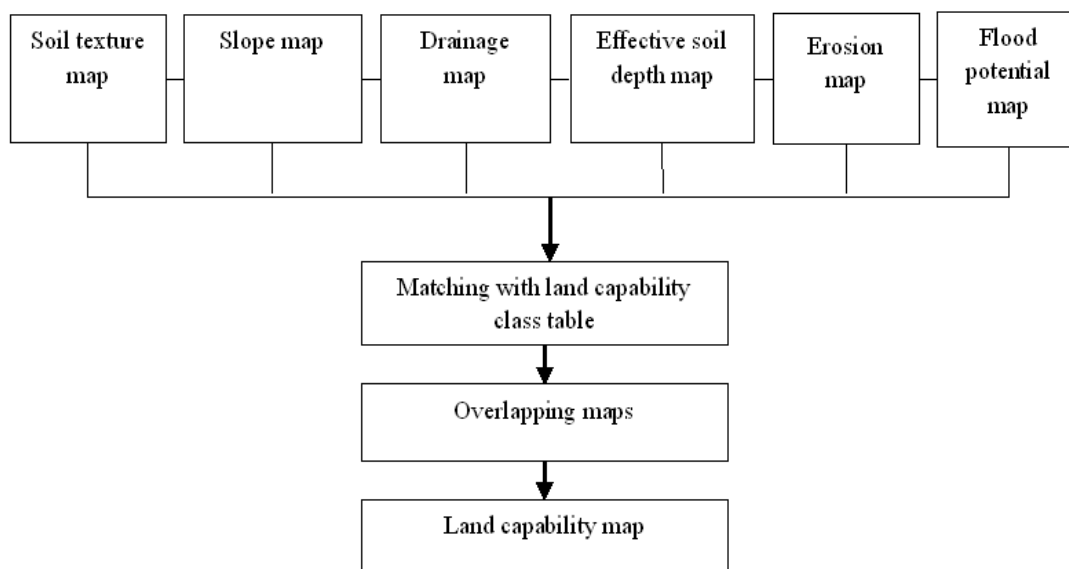 Soil texture
map
Slope map
Drainage
map
Effective soil
depth map
Erosion
map
Flood
potential
map
Matching with land capability
class table
Overlapping maps
Land capability map